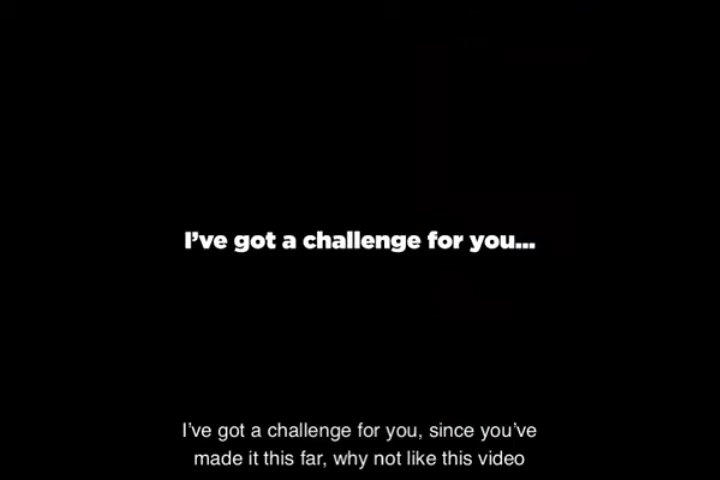 I’ve got a challenge for you...
I’ve got a challenge for you, since you’ve
made it this far, why not like this video